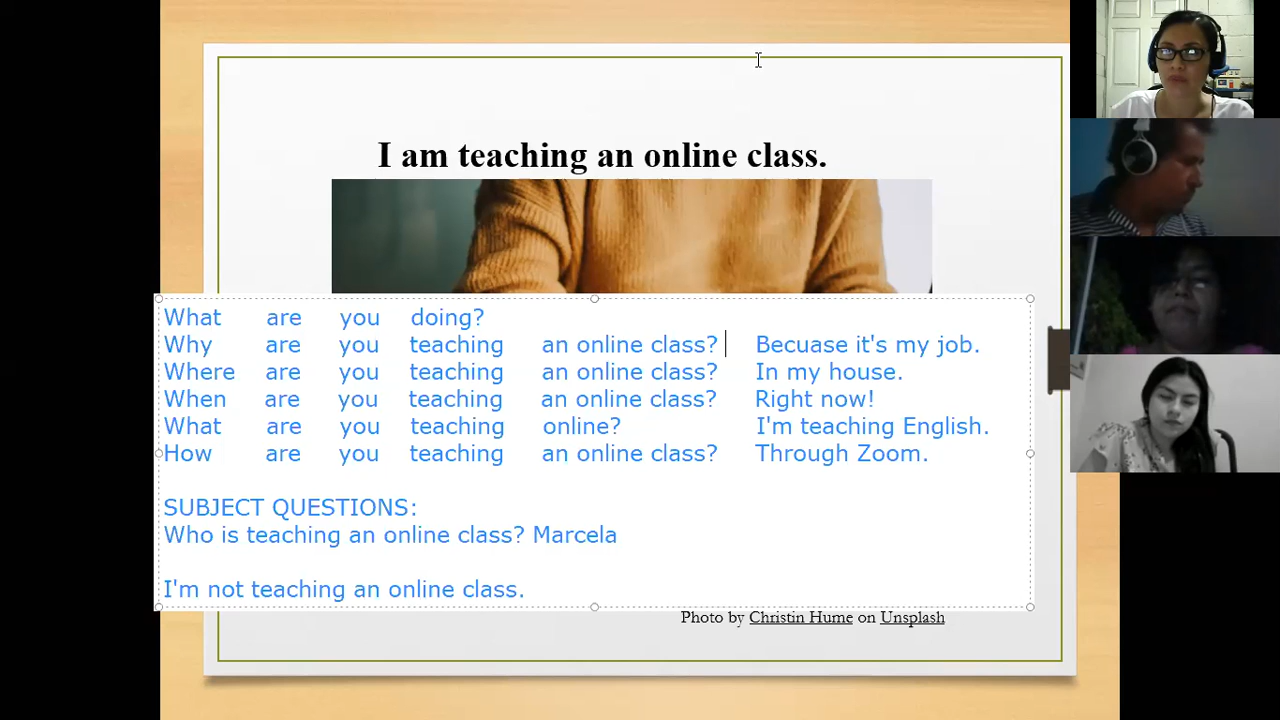 I am teaching an online class.
What are you doing?
Why are you teaching an online class? Becuase it's my job.
Where are you teaching an online class? In my house.
When are you teaching an online class? Right now!
What are you teaching online? I'm teaching English.
How are you teaching an online class? Through Zoom.
SUBJECT QUESTIONS:
Who is teaching an online class? Marcela
I'm not teaching an online class.
Photo by Christin Hume on Unsplash